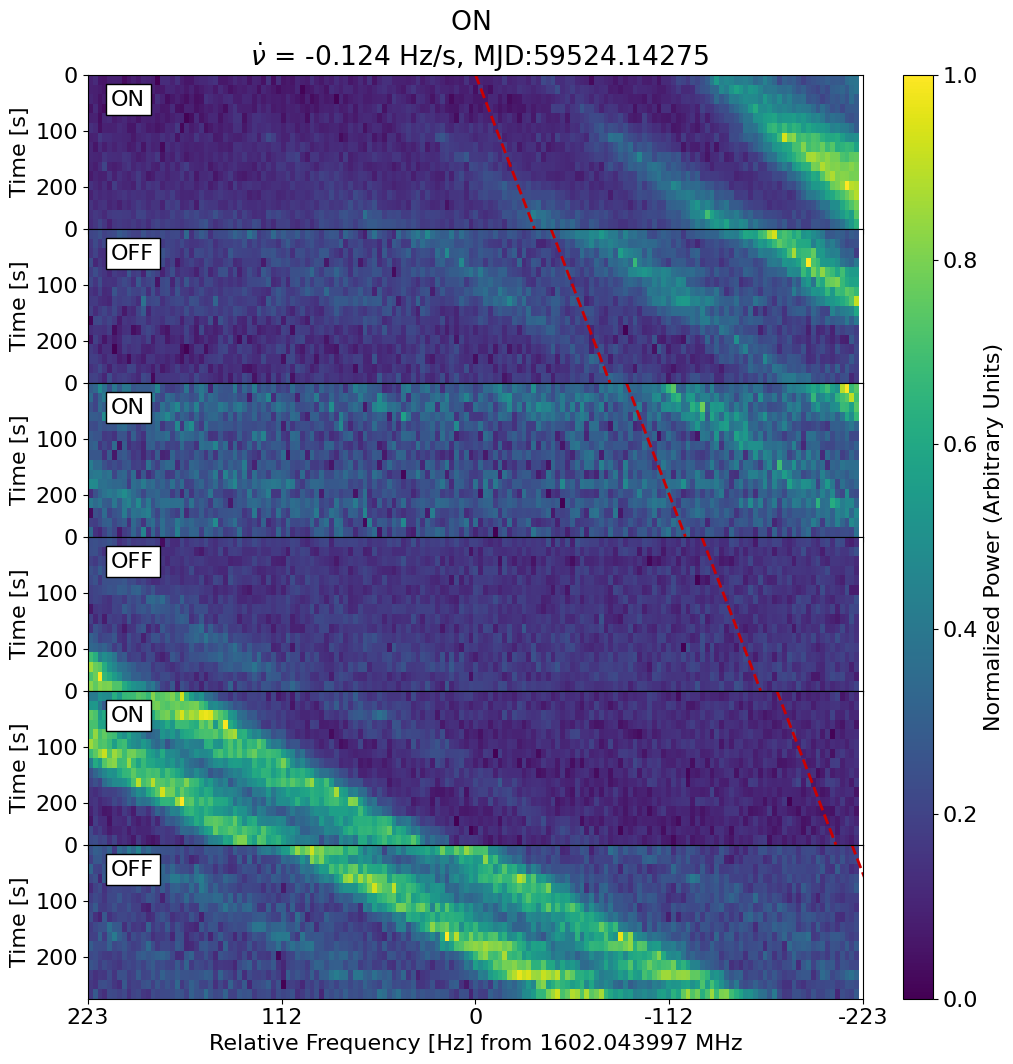 ON
ν̇ = -0.124 Hz/s, MJD:59524.14275
0
ON
100
Time [s]
200
0
OFF
100
Time [s]
200
0
ON
100
Time [s]
200
0
OFF
100
Time [s]
200
0
ON
100
Time [s]
200
0
OFF
100
Time [s]
200
223 112 0 -112 -223
Relative Frequency [Hz] from 1602.043997 MHz
1.0
0.8
0.6
0.4
0.2
0.0
Normalized Power (Arbitrary Units)